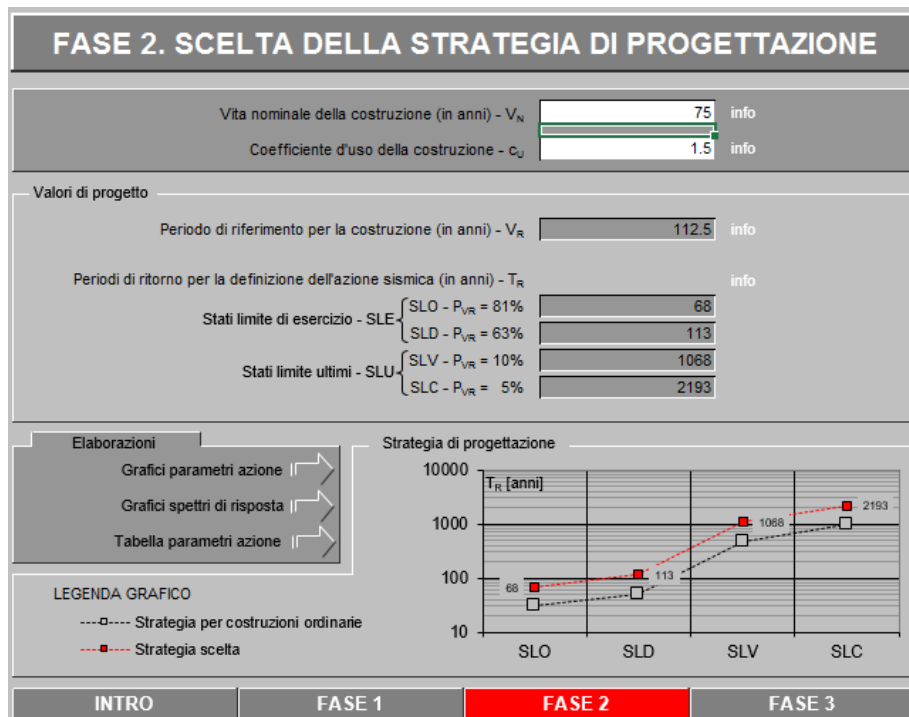 FASE 2. SCELTA DELLA STRATEGIA DI PROGETTAZIONE
Vita nominale della costruzione (in anni) - VN 75 info
Coefficiente d'uso della costruzione - cU 1.5 info
Valori di progetto
Periodo di riferimento per la costruzione (in anni) - VR 112.5 info
Periodi di ritorno per la definizione dell'azione sismica (in anni) - TR info
Stati limite di esercizio - SLE
SLO - PVR = 81% 68
SLD - PVR = 63% 113
Stati limite ultimi - SLU
SLV - PVR = 10% 1068
SLC - PVR = 5% 2193
Elaborazioni
Grafici parametri azione
Grafici spettri di risposta
Tabella parametri azione
Strategia di progettazione
TR [anni]
10000
1000
100
10
68
113
1068
2193
SLO SLD SLV SLC
LEGENDA GRAFICO
Strategia per costruzioni ordinarie
Strategia scelta
INTRO FASE 1 FASE 2 FASE 3